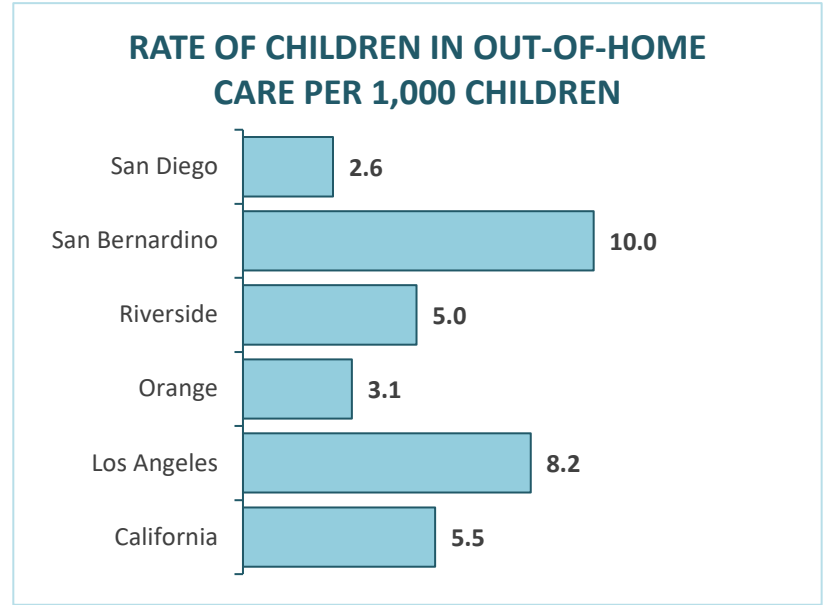 RATE OF CHILDREN IN OUT-OF-HOME
CARE PER 1,000 CHILDREN
San Diego 2.6
San Bernardino 10.0
Riverside 5.0
Orange 3.1
Los Angeles 8.2
California 5.5